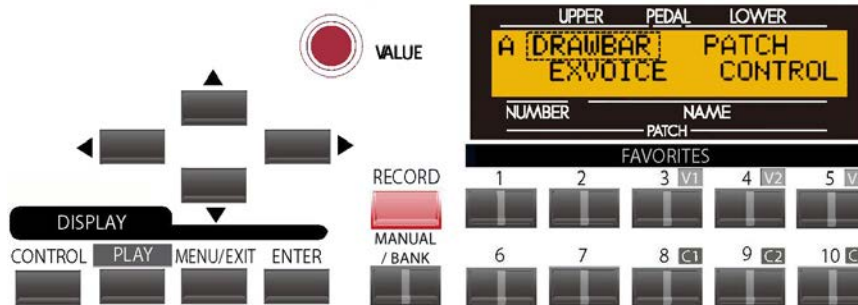 UPPER PEDAL LOWER
VALUE
A DRAWBAR PATCH
EXVOICE CONTROL
NUMBER NAME
PATCH
FAVORITES
RECORD
1 2 3 V1 4 V2 5 V
DISPLAY
MANUAL
/ BANK
CONTROL PLAY MENU/EXIT ENTER
6 7 8 C1 9 C2 10 C